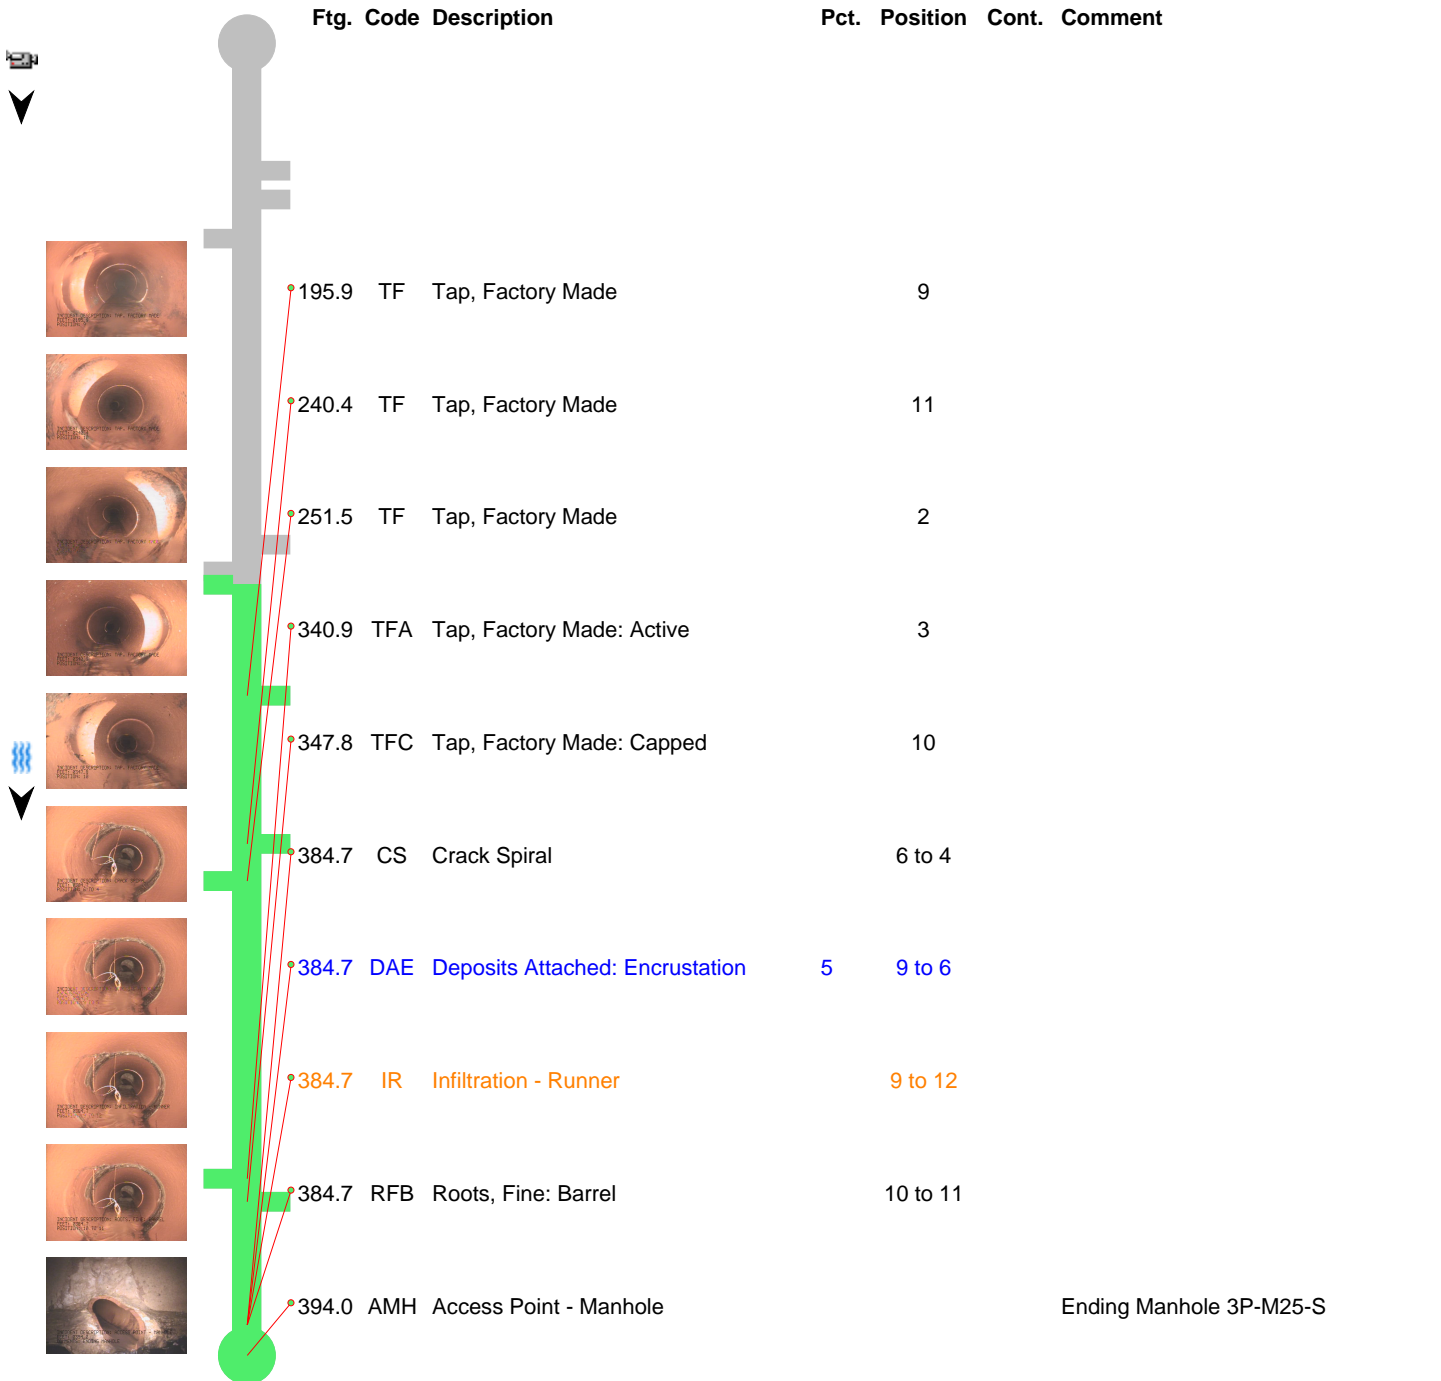 Ftg. Code Description Pct. Position Cont. Comment
195.9 TF Tap, Factory Made 9
240.4 TF Tap, Factory Made 11
251.5 TF Tap, Factory Made 2
340.9 TFA Tap, Factory Made: Active 3
347.8 TFC Tap, Factory Made: Capped 10
384.7 CS Crack Spiral 6 to 4
384.7 DAE Deposits Attached: Encrustation 5 9 to 6
384.7 IR Infiltration - Runner 9 to 12
384.7 RFB Roots, Fine: Barrel 10 to 11
394.0 AMH Access Point - Manhole Ending Manhole 3P-M25-S